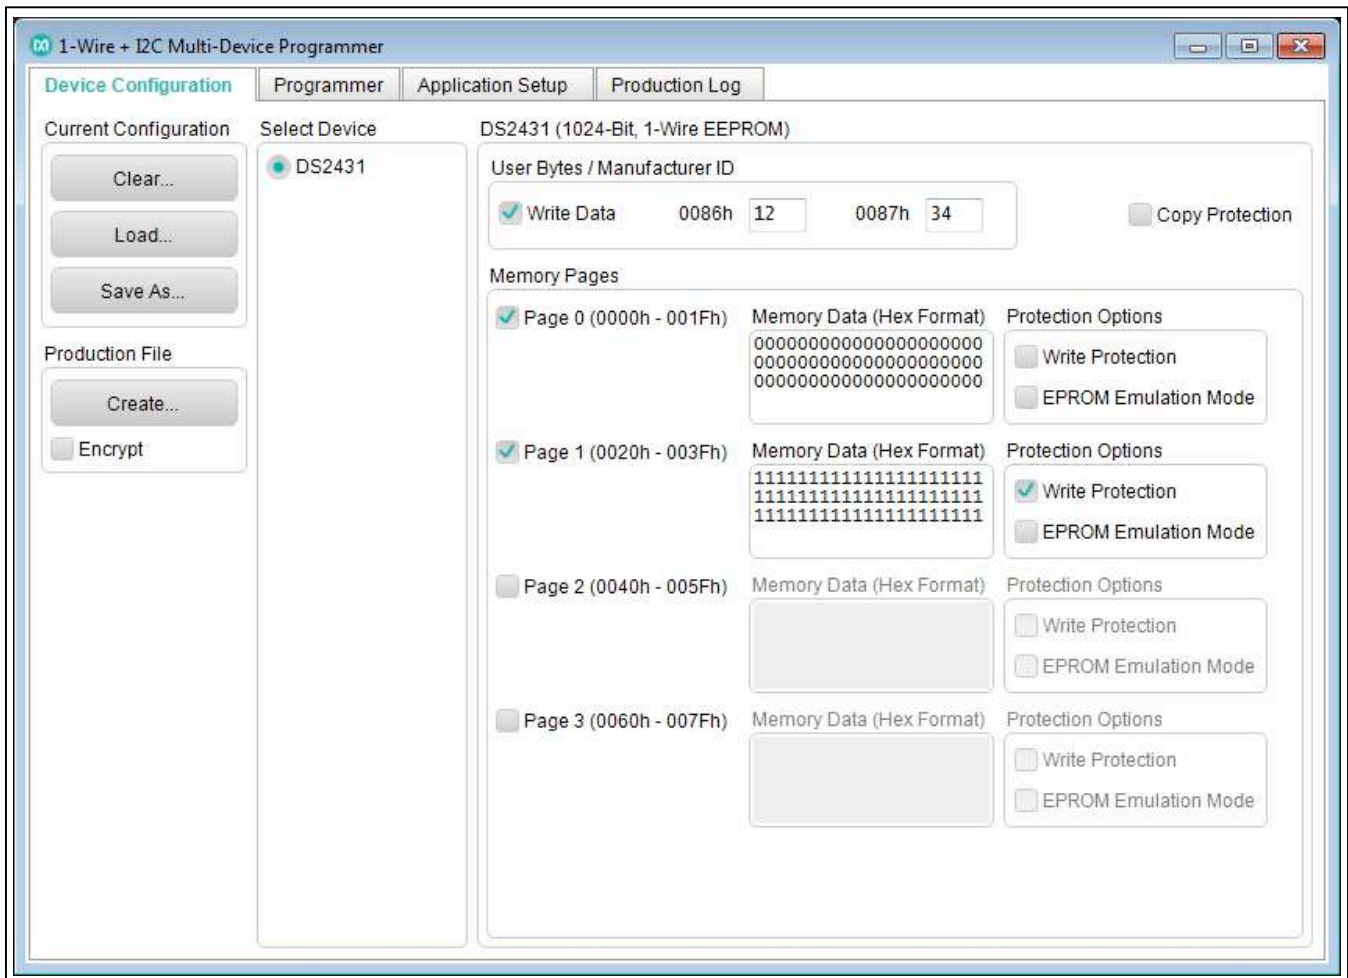 1-Wire + I2C Multi-Device Programmer
Device Configuration Programmer Application Setup Production Log
Current Configuration Select Device DS2431 (1024-Bit, 1-Wire EEPROM)
Clear...
Load...
Save As...
Production File
Create...
Encrypt
DS2431
User Bytes / Manufacturer ID
Write Data 0086h 12 0087h 34 Copy Protection
Memory Pages
Page 0 (0000h - 001Fh) Memory Data (Hex Format) Protection Options
000000000000000000000
000000000000000000000
000000000000000000000
Write Protection
EPROM Emulation Mode
Page 1 (0020h - 003Fh) Memory Data (Hex Format) Protection Options
111111111111111111111
111111111111111111111
111111111111111111111
Write Protection
EPROM Emulation Mode
Page 2 (0040h - 005Fh) Memory Data (Hex Format) Protection Options
Write Protection
EPROM Emulation Mode
Page 3 (0060h - 007Fh) Memory Data (Hex Format) Protection Options
Write Protection
EPROM Emulation Mode